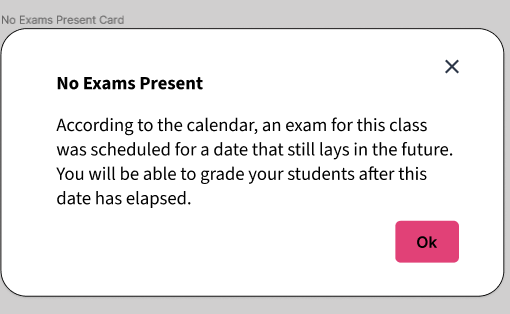 No Exams Present Card
No Exams Present
According to the calendar, an exam for this class
was scheduled for a date that still lays in the future.
You will be able to grade your students after this
date has elapsed.
Ok